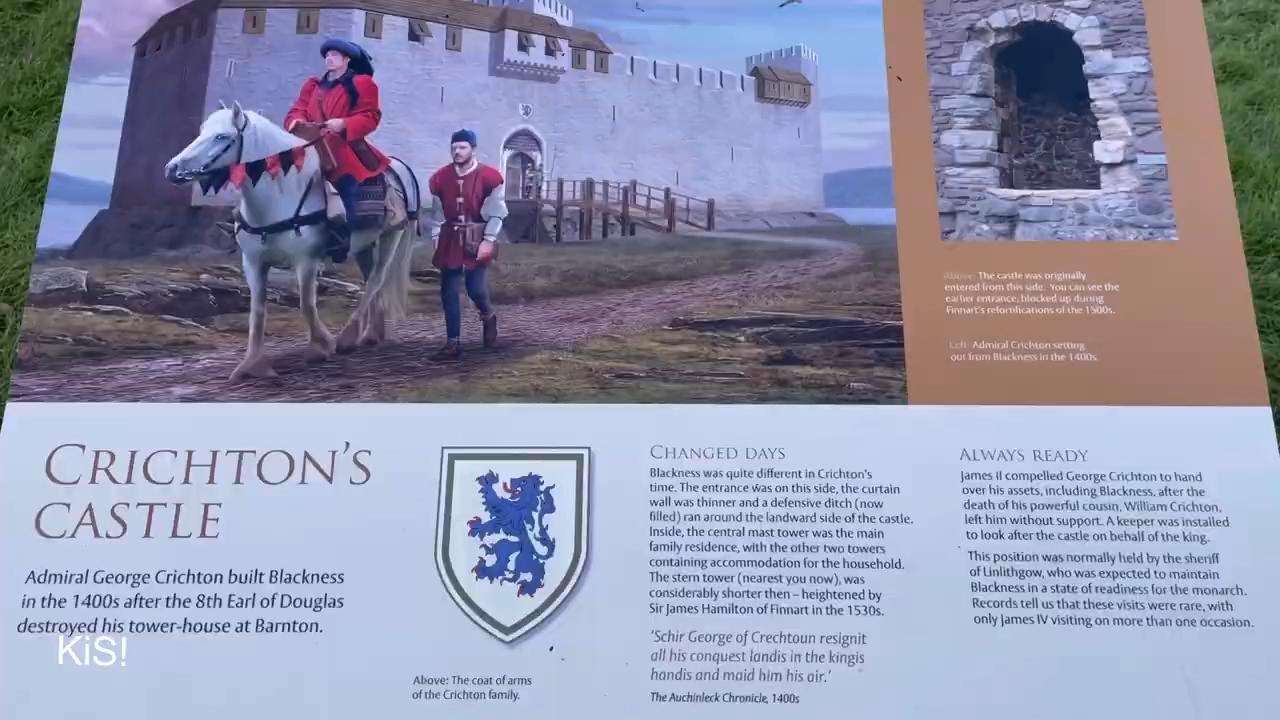 Above: The castle was originally
entered from this side. You can see the
earlier entrance, blocked up during
Finnart's refortifications of the 1500s.
Left: Admiral Crichton setting
out from Blackness in the 1400s.
CRICHTON'S
CASTLE
Admiral George Crichton built Blackness
in the 1400s after the 8th Earl of Douglas
destroyed his tower-house at Barnton.
KiS!
Above: The coat of arms
of the Crichton family.
CHANGED DAYS
Blackness was quite different in Crichton's
time. The entrance was on this side, the curtain
wall was thinner and a defensive ditch (now
filled) ran around the landward side of the castle.
Inside, the central mast tower was the main
family residence, with the other two towers
containing accommodation for the household.
The stern tower (nearest you now), was
considerably shorter then – heightened by
Sir James Hamilton of Finnart in the 1530s.
'Schir George of Crechtoun resignit
all his conquest landis in the kingis
handis and maid him his air.'
The Auchinleck Chronicle, 1400s
ALWAYS READY
James II compelled George Crichton to hand
over his assets, including Blackness, after the
death of his powerful cousin, William Crichton,
left him without support. A keeper was installed
to look after the castle on behalf of the king.
This position was normally held by the sheriff
of Linlithgow, who was expected to maintain
Blackness in a state of readiness for the monarch.
Records tell us that these visits were rare, with
only James IV visiting on more than one occasion.